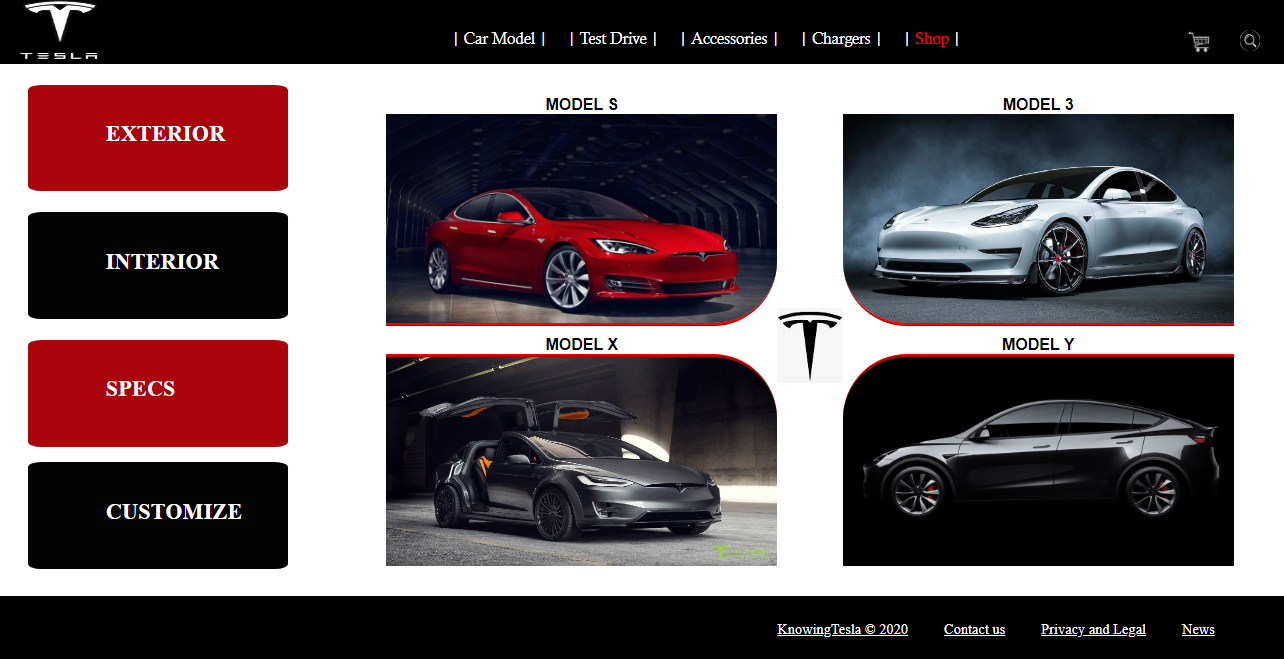 TESLA
| Car Model | | Test Drive | | Accessories | | Chargers | | Shop |
EXTERIOR
INTERIOR
SPECS
CUSTOMIZE
MODEL S
MODEL 3
MODEL X
MODEL Y
KnowingTesla © 2020 Contact us Privacy and Legal News